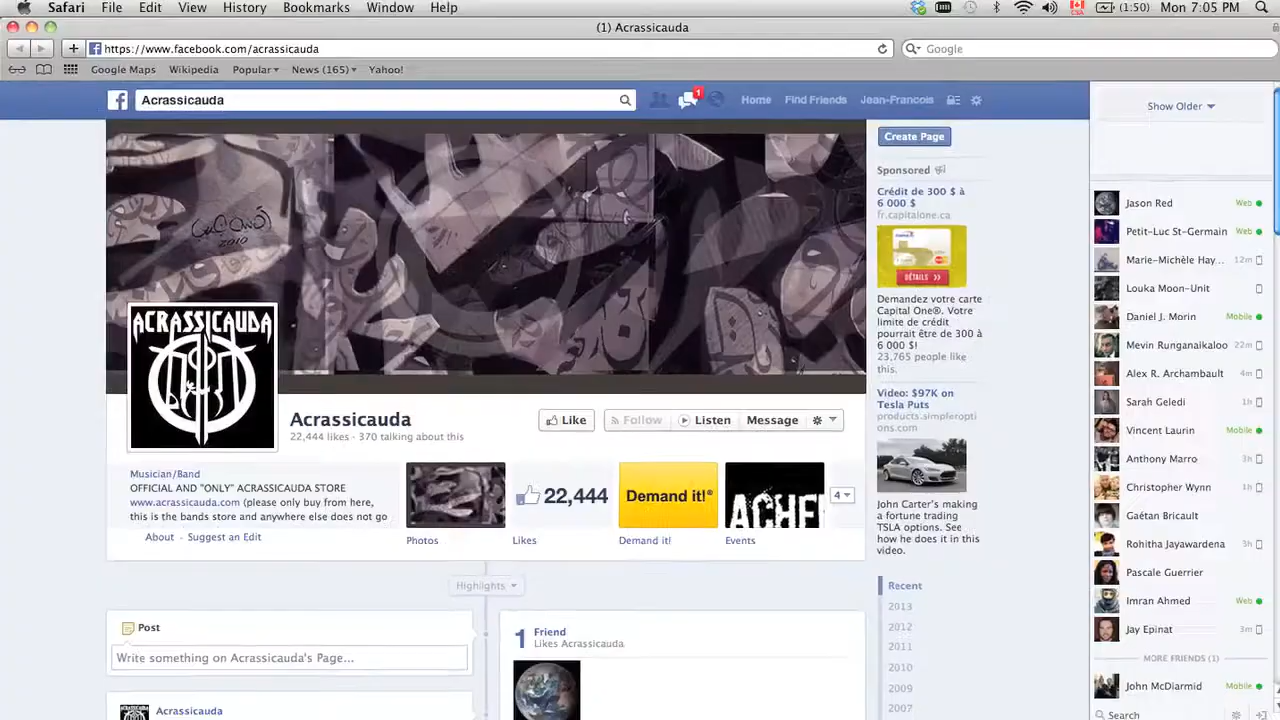 Safari File Edit View History Bookmarks Window Help
(1:50) Mon 7:05 PM
(1) Acrassicauda
https://www.facebook.com/acrassicauda
Google
Google Maps Wikipedia Popular News (165) Yahoo!
Acrassicauda
1
Home Find Friends Jean-Francois
2010
ACRASSICAUDA
Acrassicauda
22,444 likes · 370 talking about this
Like
Follow
Listen
Message
Musician/Band
OFFICIAL AND "ONLY" ACRASSICAUDA STORE
www.acrassicauda.com (please only buy from here,
this is the bands store and anywhere else does not go
About · Suggest an Edit
Photos
22,444
Likes
Demand it!®
Demand it!
ACHE
Events
4
Highlights
Post
Write something on Acrassicauda's Page...
Acrassicauda
1 Friend
Likes Acrassicauda
Create Page
Sponsored
Crédit de 300 $ à
6 000 $
fr.capitalone.ca
DÉTAILS »
Demandez votre carte
Capital One®. Votre
limite de crédit
pourrait être de 300 à
6 000 $!
23,765 people like
this.
Video: $97K on
Tesla Puts
products.simpleropti
ons.com
John Carter's making
a fortune trading
TSLA options. See
how he does it in this
video.
Recent
2013
2012
2011
2010
2009
2008
2007
Show Older
Jason Red Web
Petit-Luc St-Germain Web
Marie-Michèle Hay... 12m
Louka Moon-Unit
Daniel J. Morin Mobile
Mevin Runganaikaloo 22m
Alex R. Archambault 4m
Sarah Geledi 1h
Vincent Laurin Mobile
Anthony Marro 3h
Christopher Wynn 1h
Gaétan Bricault
Rohitha Jayawardena 3h
Pascale Guerrier
Imran Ahmed Web
Jay Epinat 3m
MORE FRIENDS (1)
John McDiarmid Mobile
Search